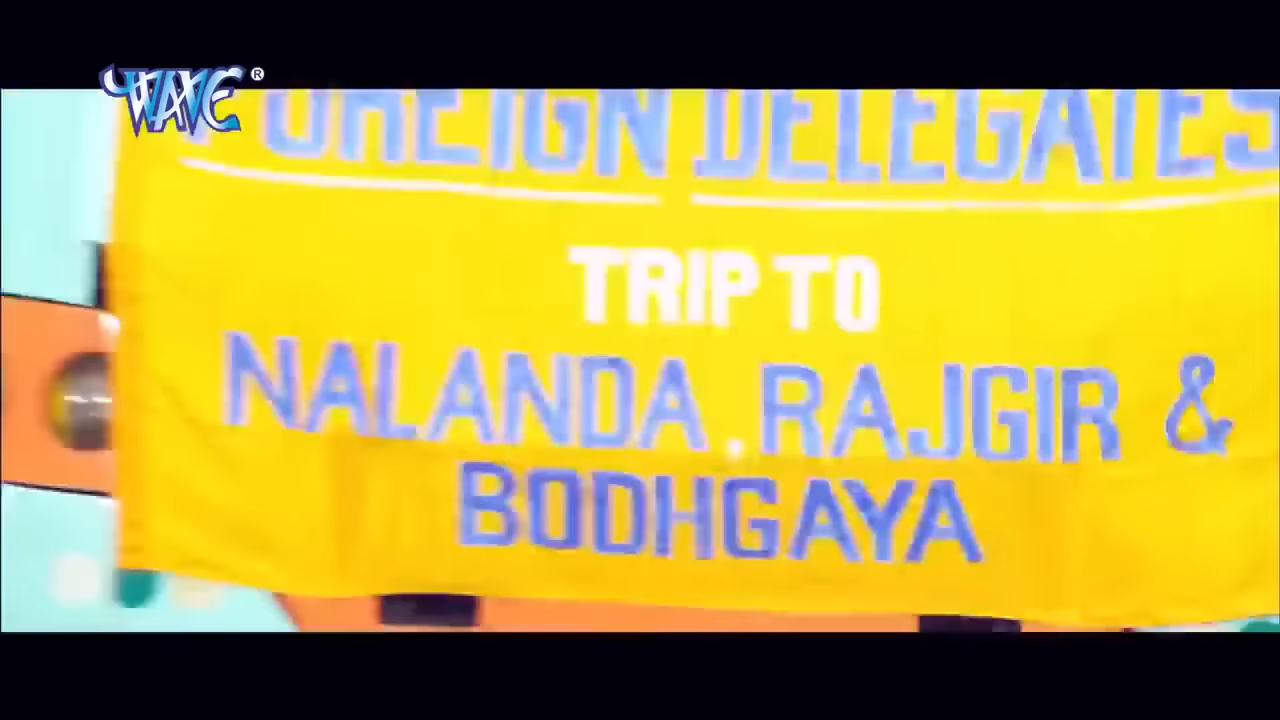 WAVE ®
FOREIGN DELEGATES
TRIP TO
NALANDA , RAJGIR &
BODHGAYA